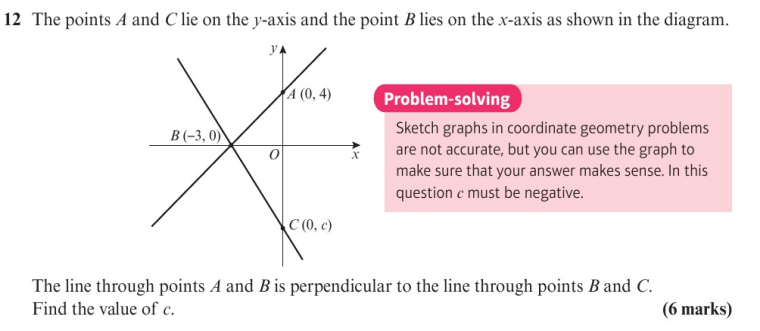 12 The points A and C lie on the y-axis and the point B lies on the x-axis as shown in the diagram.
y
A (0, 4)
B (−3, 0)
O
x
C (0, c)
Problem-solving
Sketch graphs in coordinate geometry problems
are not accurate, but you can use the graph to
make sure that your answer makes sense. In this
question c must be negative.
The line through points A and B is perpendicular to the line through points B and C.
Find the value of c.
(6 marks)